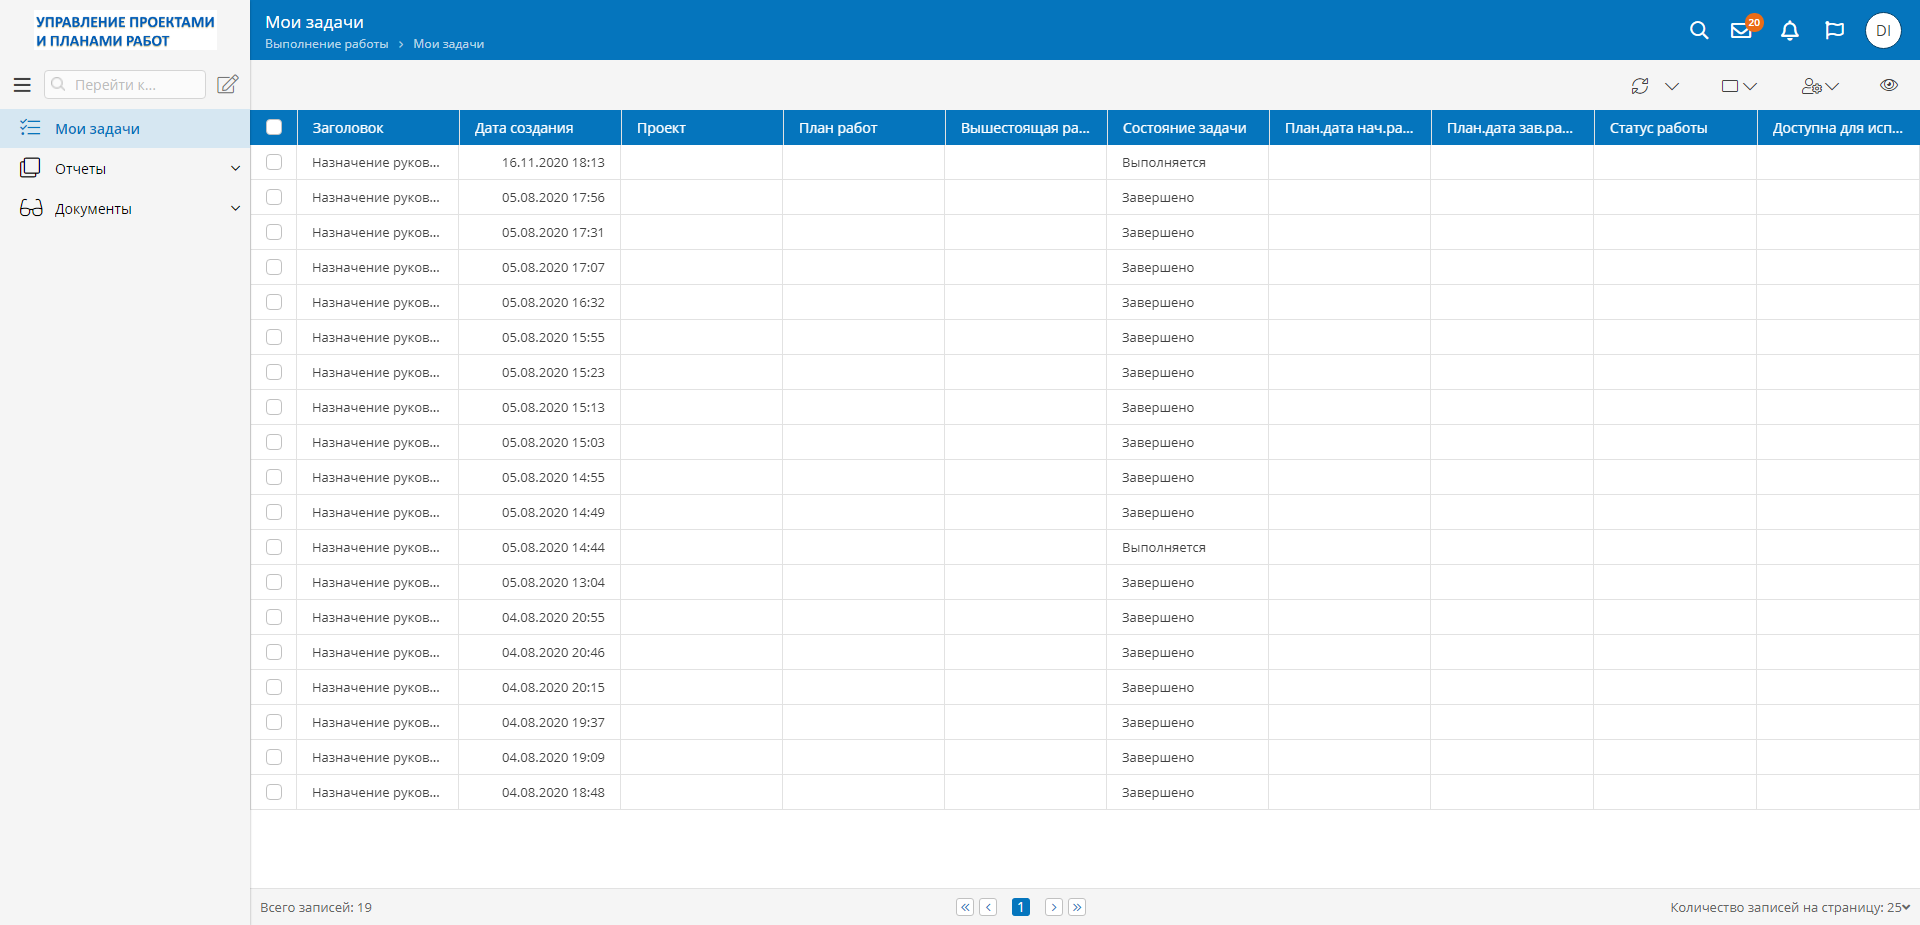 УПРАВЛЕНИЕ ПРОЕКТАМИ
И ПЛАНАМИ РАБОТ
Мои задачи
Выполнение работы > Мои задачи
20
DI
Перейти к...
Мои задачи
Отчеты
Документы
Заголовок Дата создания Проект План работ Вышестоящая ра... Состояние задачи План.дата нач.ра... План.дата зав.ра... Статус работы Доступна для исп...
Назначение руков... 16.11.2020 18:13 Выполняется
Назначение руков... 05.08.2020 17:56 Завершено
Назначение руков... 05.08.2020 17:31 Завершено
Назначение руков... 05.08.2020 17:07 Завершено
Назначение руков... 05.08.2020 16:32 Завершено
Назначение руков... 05.08.2020 15:55 Завершено
Назначение руков... 05.08.2020 15:23 Завершено
Назначение руков... 05.08.2020 15:13 Завершено
Назначение руков... 05.08.2020 15:03 Завершено
Назначение руков... 05.08.2020 14:55 Завершено
Назначение руков... 05.08.2020 14:49 Завершено
Назначение руков... 05.08.2020 14:44 Выполняется
Назначение руков... 05.08.2020 13:04 Завершено
Назначение руков... 04.08.2020 20:55 Завершено
Назначение руков... 04.08.2020 20:46 Завершено
Назначение руков... 04.08.2020 20:15 Завершено
Назначение руков... 04.08.2020 19:37 Завершено
Назначение руков... 04.08.2020 19:09 Завершено
Назначение руков... 04.08.2020 18:48 Завершено
Всего записей: 19
« ‹ 1 › »
Количество записей на страницу: 25